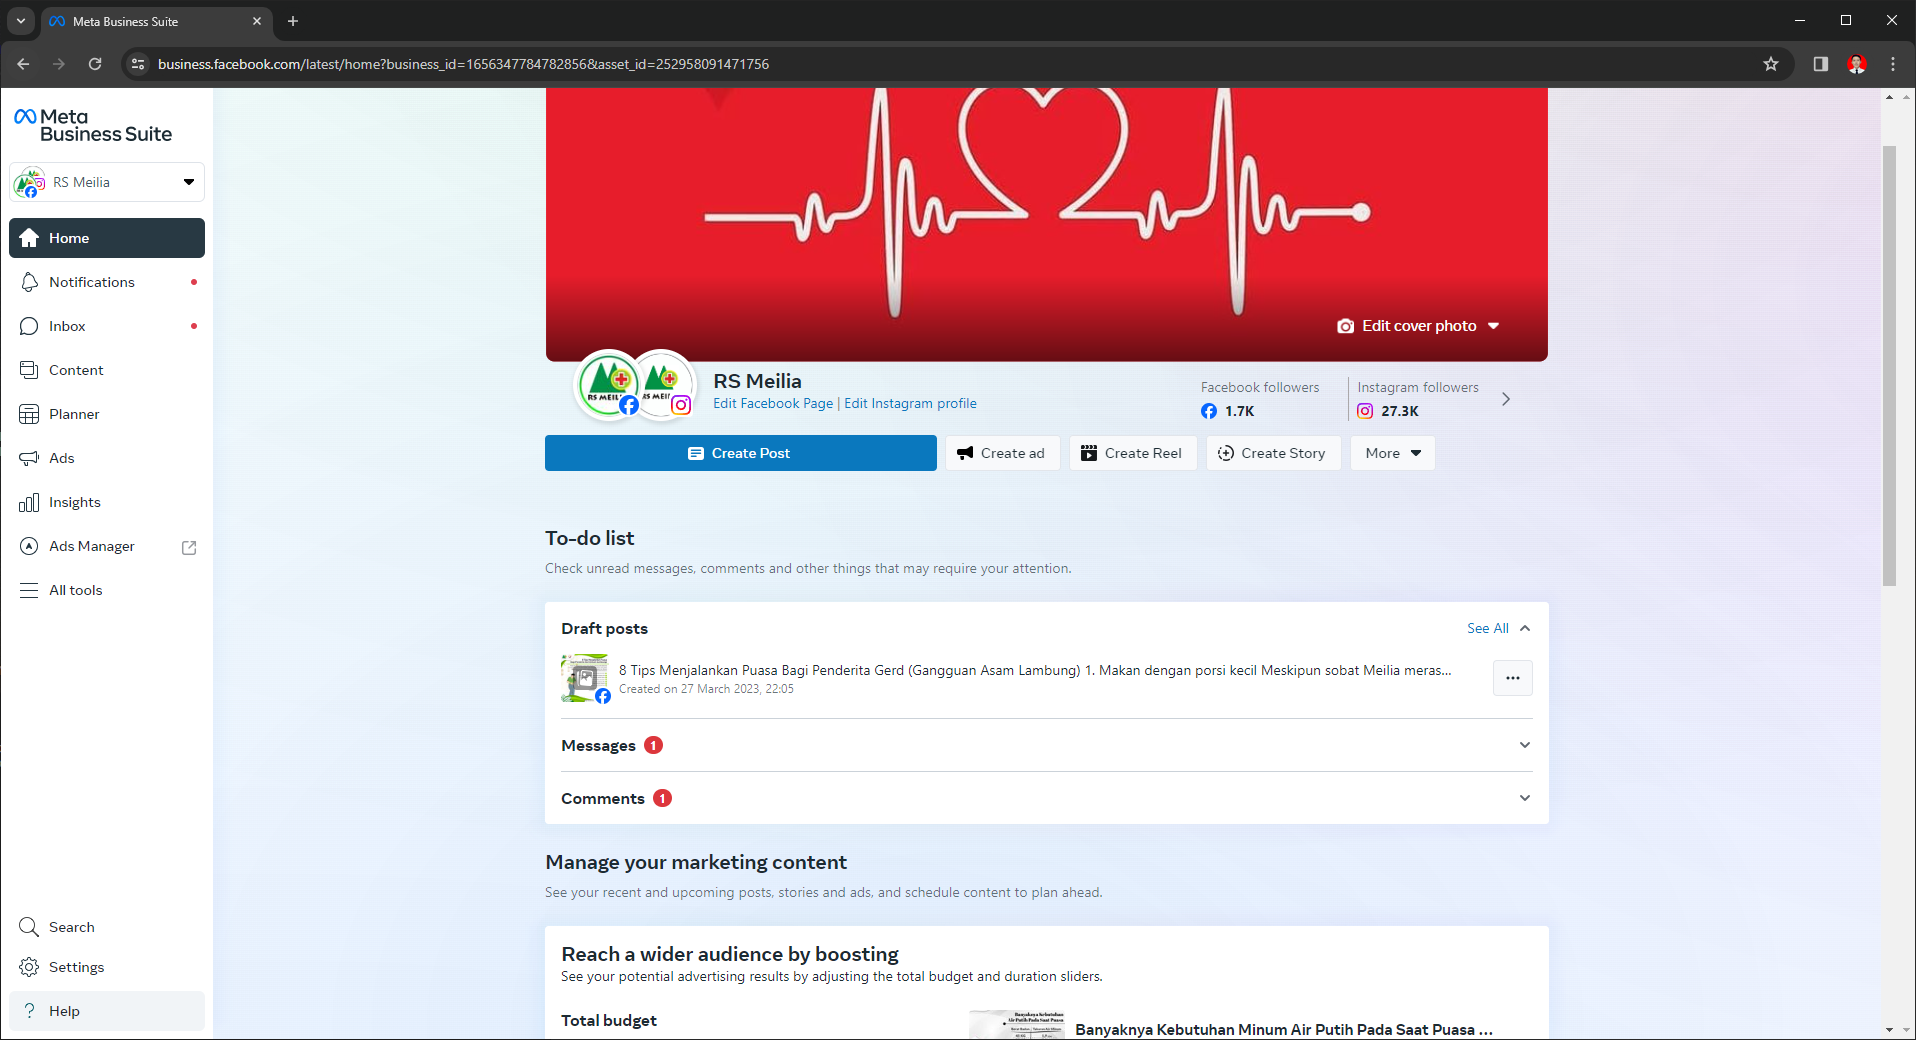 Meta Business Suite
business.facebook.com/latest/home?business_id=1656347784782856&asset_id=252958091471756
Meta
Business Suite
RS Meilia
Home
Notifications
Inbox
Content
Planner
Ads
Insights
Ads Manager
All tools
Search
Settings
? Help
Edit cover photo
RS Meilia
Edit Facebook Page | Edit Instagram profile
Facebook followers
1.7K
Instagram followers
27.3K
Create Post
Create ad
Create Reel
Create Story
More
To-do list
Check unread messages, comments and other things that may require your attention.
Draft posts
See All
8 Tips Menjalankan Puasa Bagi Penderita Gerd (Gangguan Asam Lambung) 1. Makan dengan porsi kecil Meskipun sobat Meilia meras...
Created on 27 March 2023, 22:05
Messages 1
Comments 1
Manage your marketing content
See your recent and upcoming posts, stories and ads, and schedule content to plan ahead.
Reach a wider audience by boosting
See your potential advertising results by adjusting the total budget and duration sliders.
Total budget
Banyaknya Kebutuhan
Air Putih Pada Saat Puasa
Banyaknya Kebutuhan Minum Air Putih Pada Saat Puasa ...